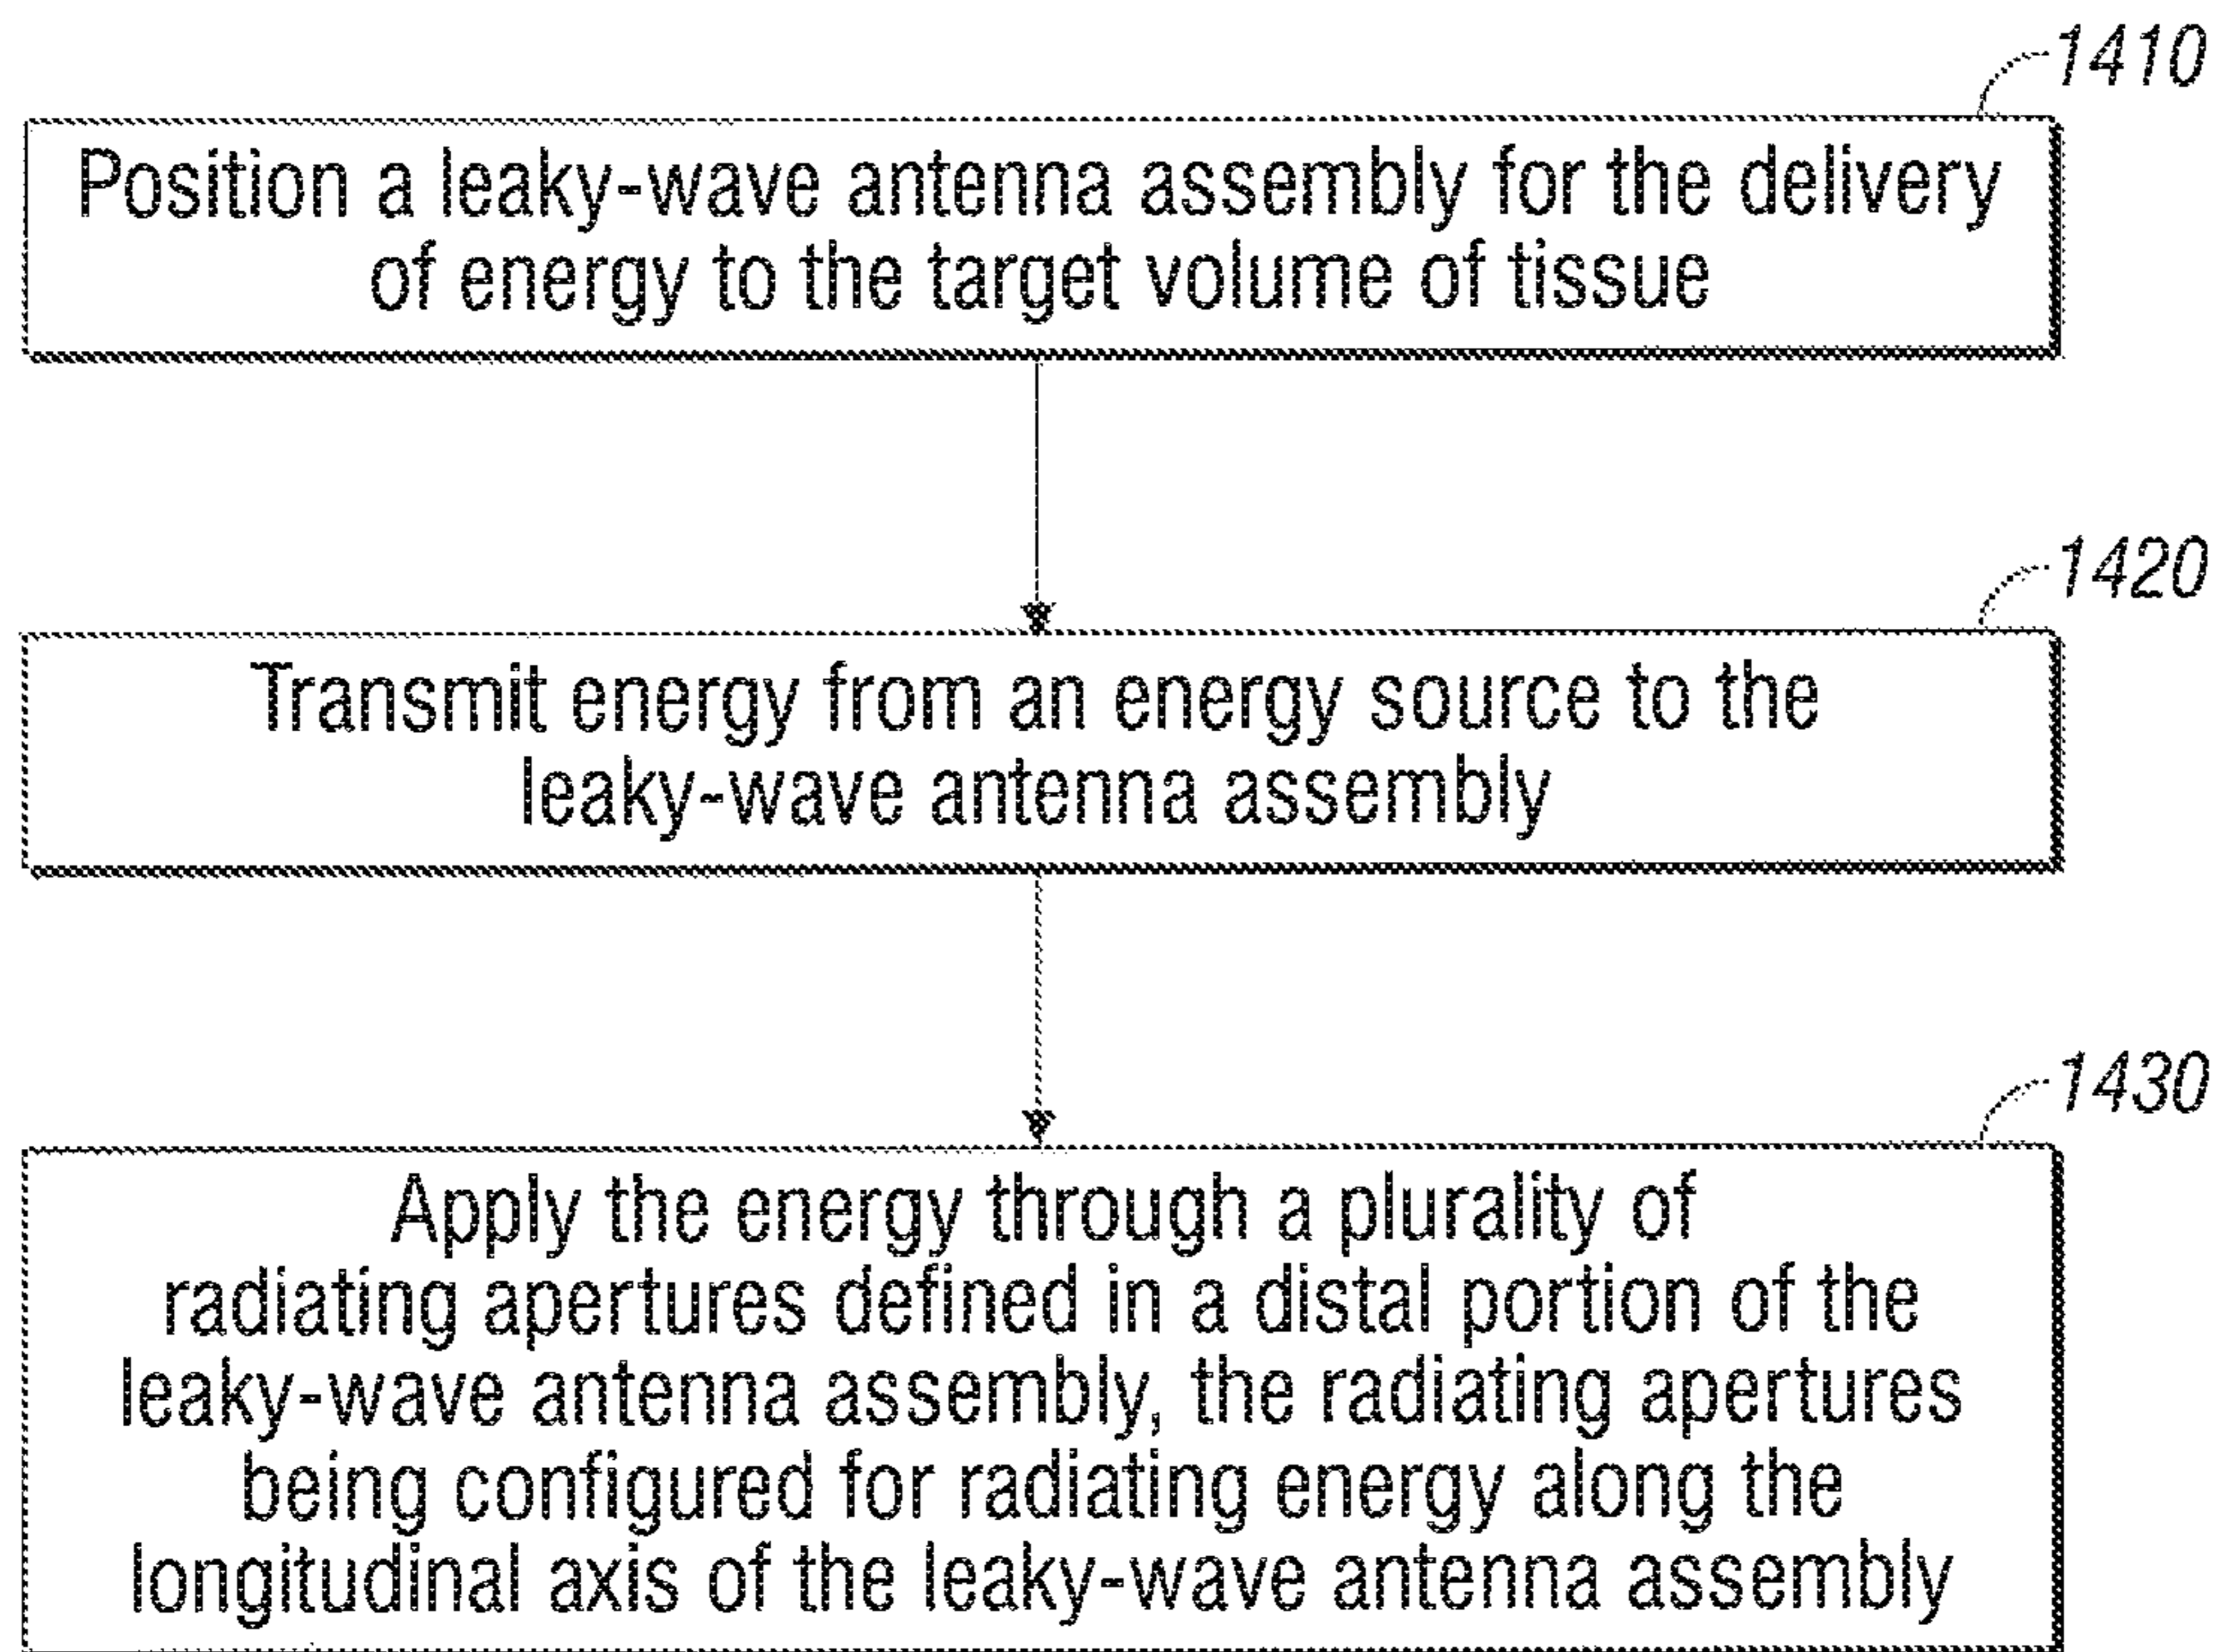 1410
Position a leaky-wave antenna assembly for the delivery
of energy to the target volume of tissue
1420
Transmit energy from an energy source to the
leaky-wave antenna assembly
1430
Apply the energy through a plurality of
radiating apertures defined in a distal portion of the
leaky-wave antenna assembly, the radiating apertures
being configured for radiating energy along the
longitudinal axis of the leaky-wave antenna assembly